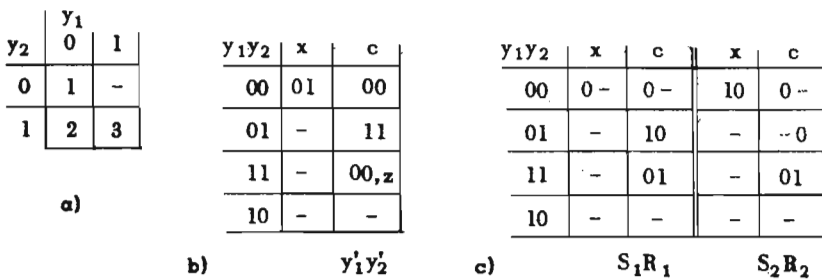 y₁
y₂ 0 1
0 1 -
1 2 3
a)
y₁y₂ x c
00 01 00
01 - 11
11 - 00,z
10 - -
b) y'₁y'₂
y₁y₂ x c x c
00 0- 0- 10 0-
01 - 10 - -0
11 - 01 - 01
10 - - - -
c) S₁R₁ S₂R₂